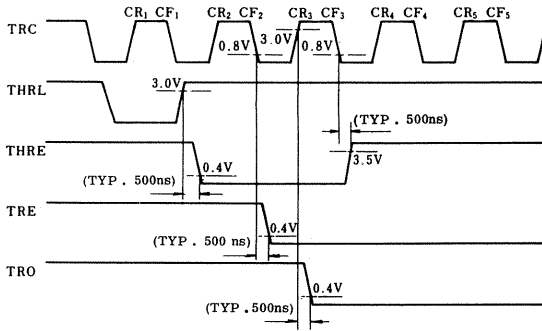 CR₁ CF₁ CR₂ CF₂ CR₃ CF₃ CR₄ CF₄ CR₅ CF₅
TRC
0.8V 3.0V 0.8V
THRL
3.0V
(TYP . 500ns)
THRE
3.5V
0.4V
(TYP . 500ns)
TRE
0.4V
(TYP . 500 ns)
TRO
0.4V
(TYP . 500ns)